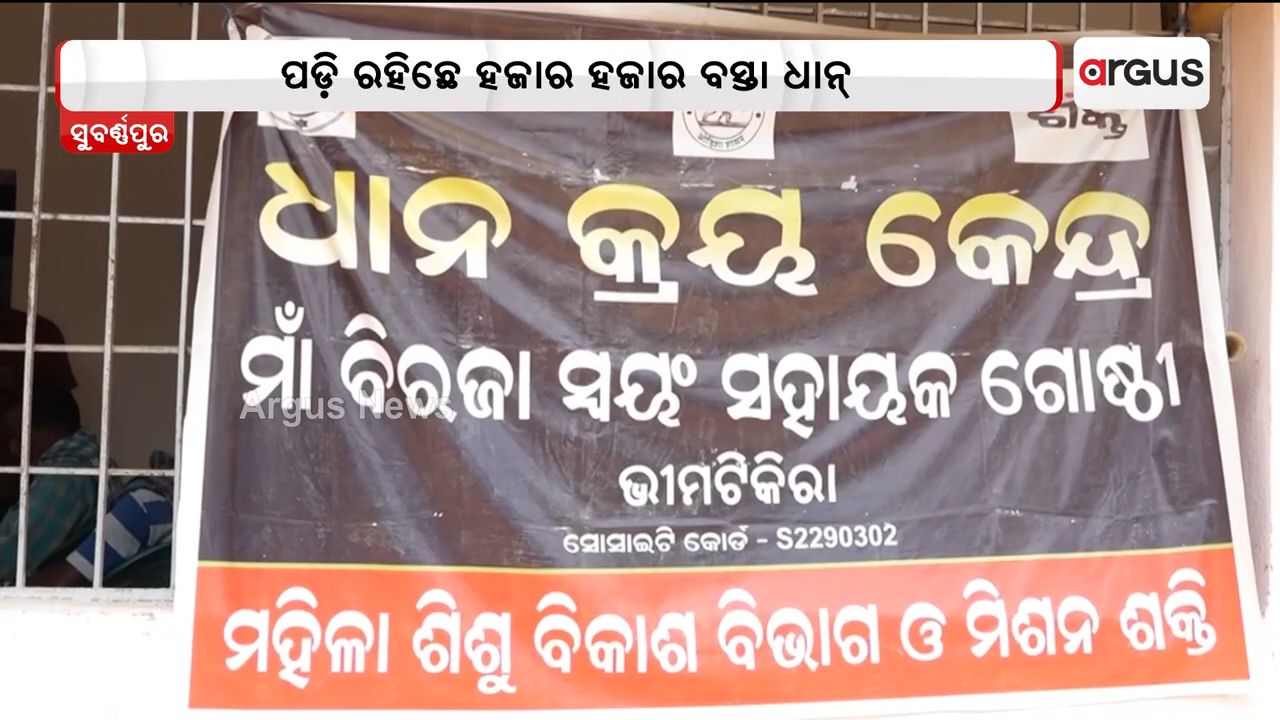 ପଡ଼ି ରହିଛେ ହଜାର ହଜାର ବସ୍ତା ଧାନ୍
argus
ସୁବର୍ଣ୍ଣପୁର
ଧାନ କ୍ରୟ କେନ୍ଦ୍ର
ମାଁ ବିରଜା ସ୍ଵୟଂ ସହାୟକ ଗୋଷ୍ଠୀ
Argus News
ଭୀମଟିକିରା
ସୋସାଇଟି କୋର୍ଡ - S2290302
ମହିଳା ଶିଶୁ ବିକାଶ ବିଭାଗ ଓ ମିଶନ ଶକ୍ତି